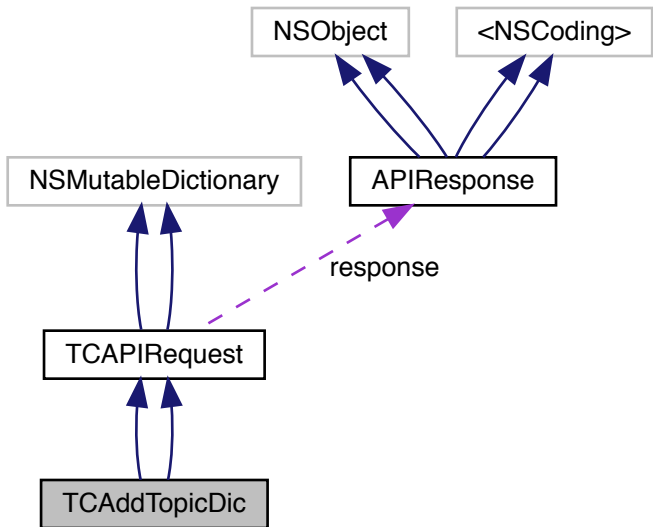 NSObject
<NSCoding>
NSMutableDictionary
APIResponse
response
TCAPIRequest
TCAddTopicDic